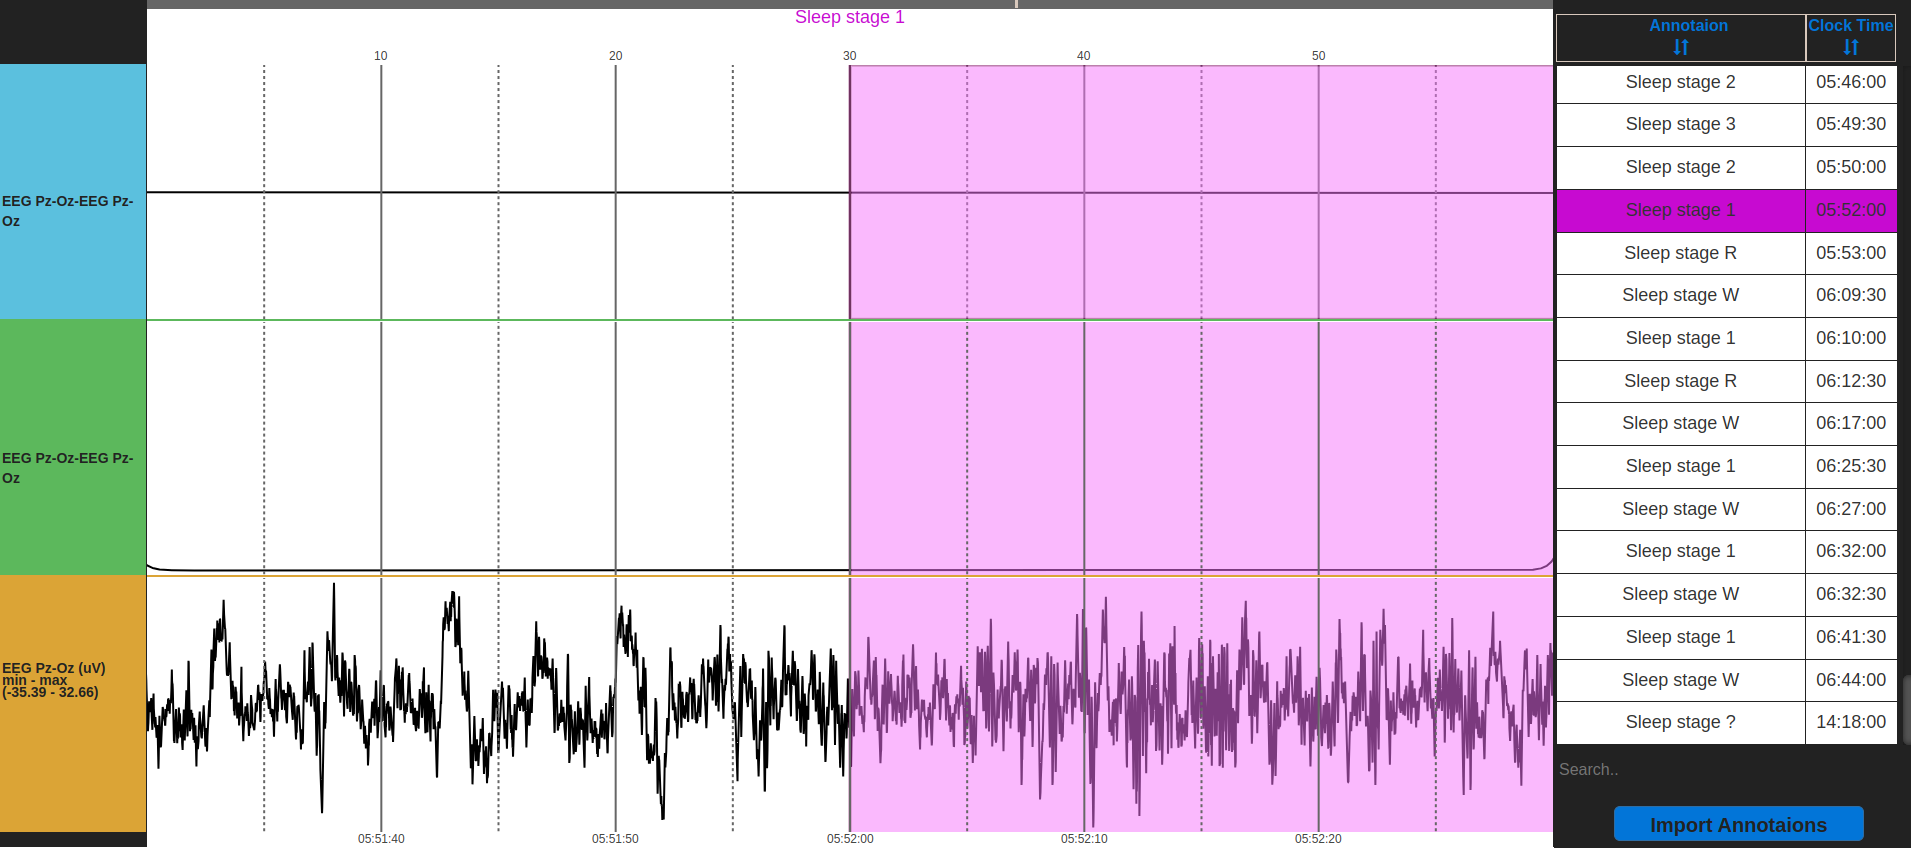 Sleep stage 1
10 20 30 40 50
EEG Pz-Oz-EEG Pz-
Oz
EEG Pz-Oz-EEG Pz-
Oz
EEG Pz-Oz (uV)
min - max
(-35.39 - 32.66)
05:51:40 05:51:50 05:52:00 05:52:10 05:52:20
Annotaion Clock Time
Sleep stage 2 05:46:00
Sleep stage 3 05:49:30
Sleep stage 2 05:50:00
Sleep stage 1 05:52:00
Sleep stage R 05:53:00
Sleep stage W 06:09:30
Sleep stage 1 06:10:00
Sleep stage R 06:12:30
Sleep stage W 06:17:00
Sleep stage 1 06:25:30
Sleep stage W 06:27:00
Sleep stage 1 06:32:00
Sleep stage W 06:32:30
Sleep stage 1 06:41:30
Sleep stage W 06:44:00
Sleep stage ? 14:18:00
Search..
Import Annotaions